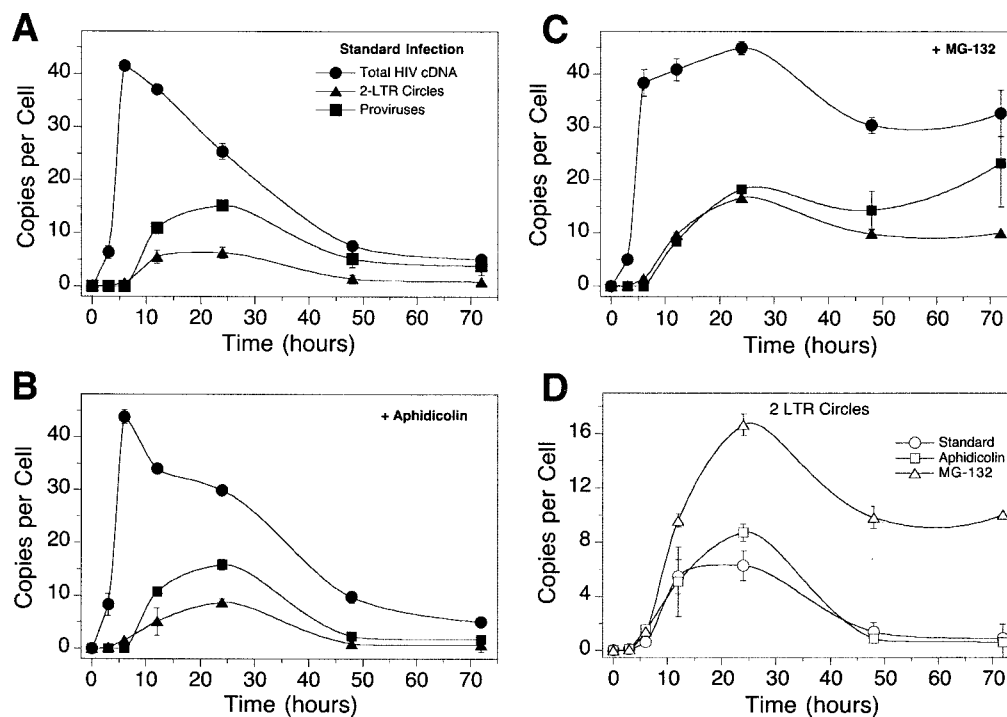 A
Standard Infection
Total HIV cDNA
2-LTR Circles
Proviruses
Copies per Cell
40
30
20
10
0
0 10 20 30 40 50 60 70
Time (hours)
B
+ Aphidicolin
Copies per Cell
40
30
20
10
0
0 10 20 30 40 50 60 70
Time (hours)
C
+ MG-132
Copies per Cell
40
30
20
10
0
0 10 20 30 40 50 60 70
Time (hours)
D
2 LTR Circles
Standard
Aphidicolin
MG-132
Copies per Cell
16
12
8
4
0
0 10 20 30 40 50 60 70
Time (hours)